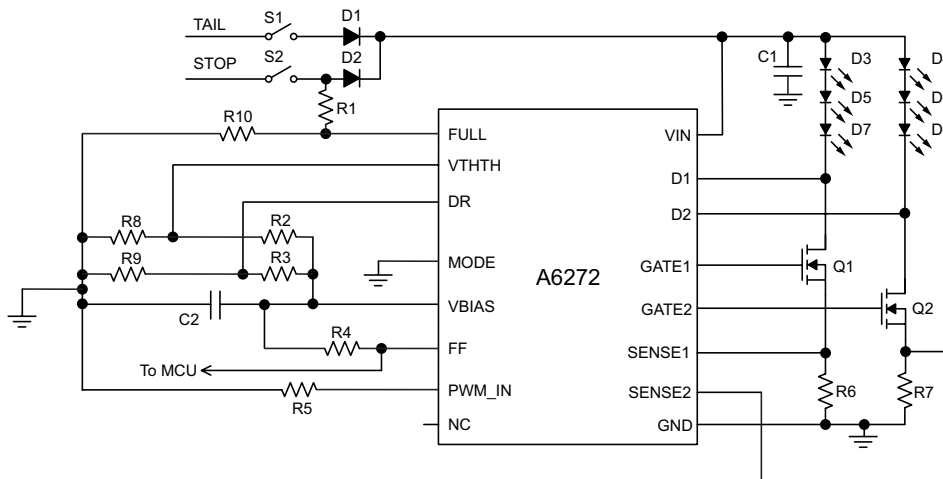 TAIL
S1
D1
STOP
S2
D2
R1
C1
D3
D
D5
D
D7
D
R10
FULL
VIN
VTHTH
D1
DR
D2
R8
R2
R9
R3
MODE
A6272
GATE1
Q1
C2
VBIAS
GATE2
Q2
R4
FF
SENSE1
To MCU
R5
PWM_IN
SENSE2
R6
R7
NC
GND